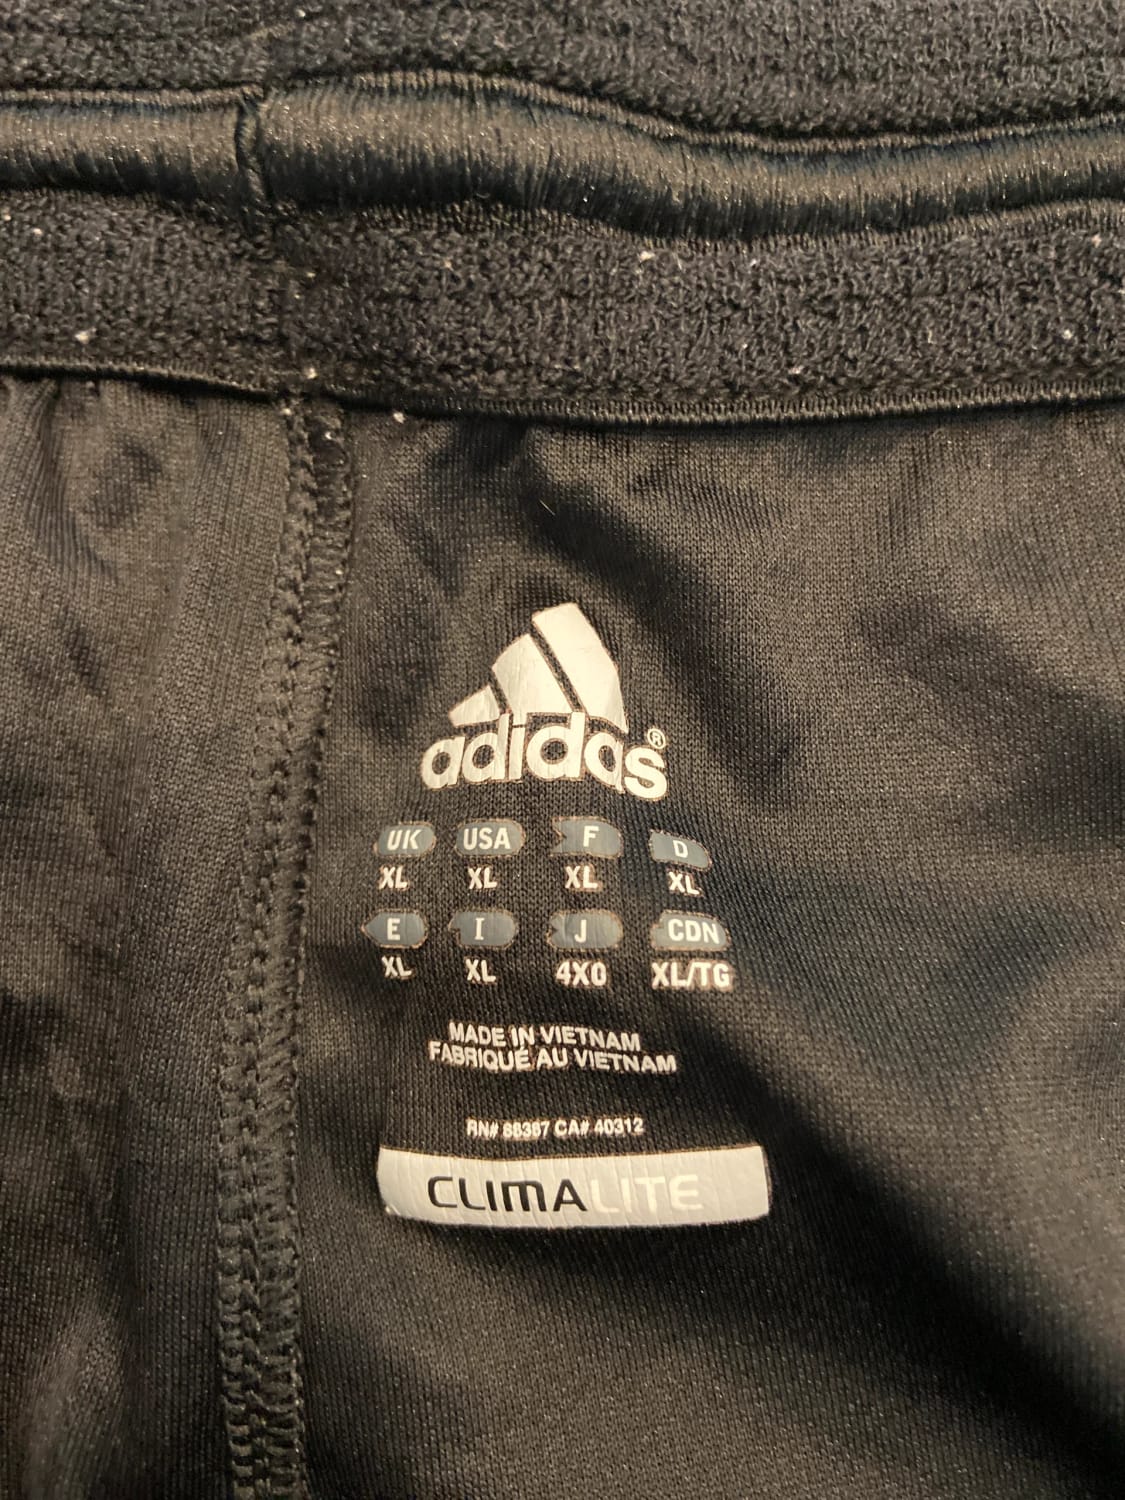 adidas®
UK USA F D
XL XL XL XL
E I J CDN
XL XL 4XO XL/TG
MADE IN VIETNAM
FABRIQUÉ AU VIETNAM
RN# 88387 CA# 40312
CLIMALITE